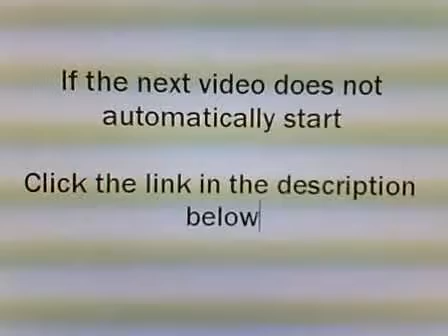 If the next video does not
automatically start
Click the link in the description
below